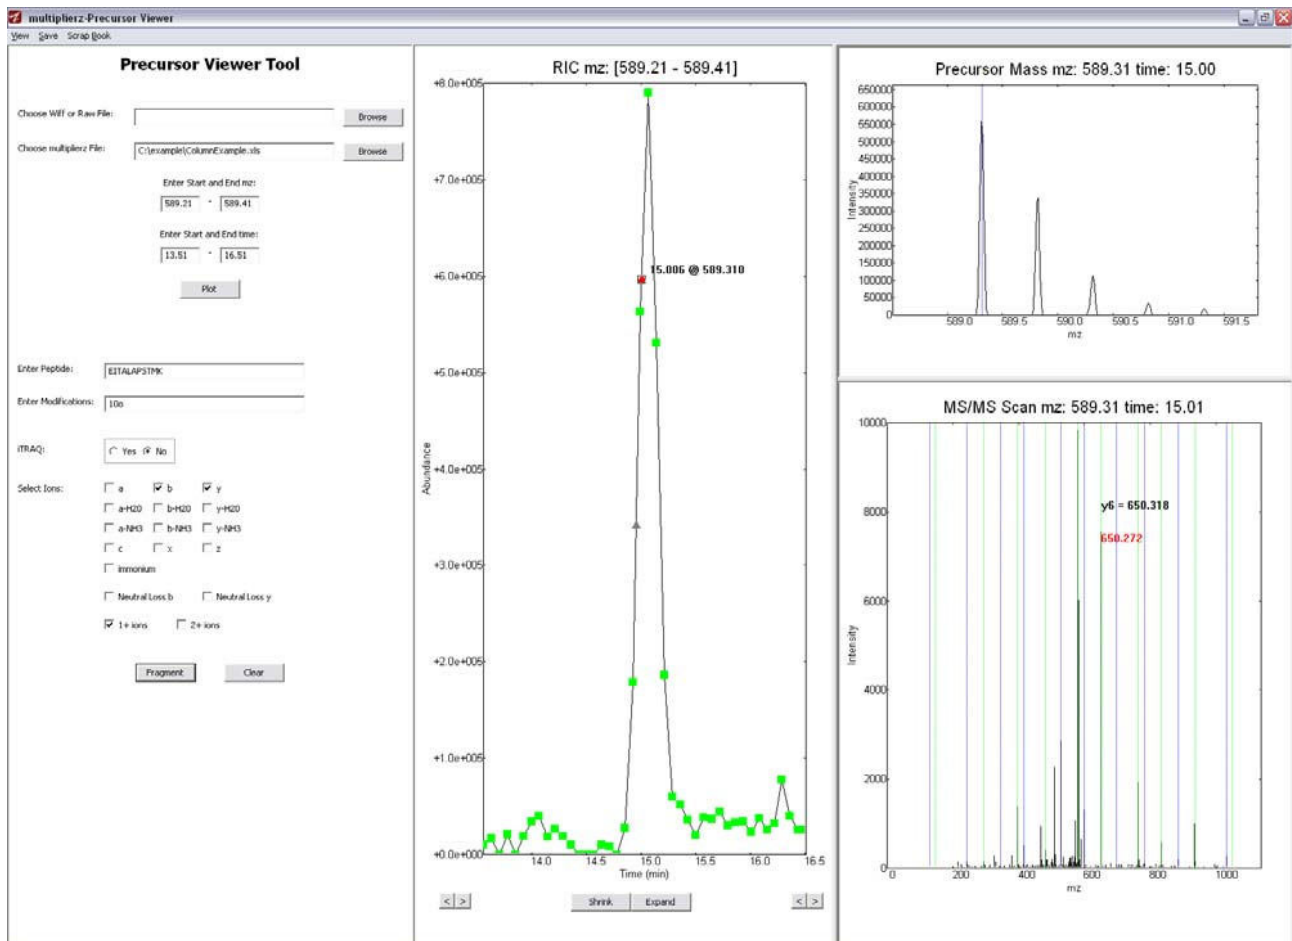 multiplierz-Precursor Viewer
View Save Scrap Book
Precursor Viewer Tool
Choose Wiff or Raw File:
Browse
Choose multiplierz File:
C:\example\ColumnExample.xls
Browse
Enter Start and End mz:
589.21 - 589.41
Enter Start and End time:
13.51 - 16.51
Plot
Enter Peptide:
EITALAPSTMK
Enter Modifications:
10o
iTRAQ:
Yes No
Select Ions:
a b y
a-H2O b-H2O y-H2O
a-NH3 b-NH3 y-NH3
c x z
immonium
Neutral Loss b Neutral Loss y
1+ ions 2+ ions
Fragment Clear
RIC mz: [589.21 - 589.41]
+8.0e+005
+7.0e+005
+6.0e+005
+5.0e+005
+4.0e+005
+3.0e+005
+2.0e+005
+1.0e+005
+0.0e+000
Abundance
15.006 @ 589.310
14.0 14.5 15.0 15.5 16.0 16.5
Time (min)
< > Shrink Expand < >
Precursor Mass mz: 589.31 time: 15.00
650000
600000
550000
500000
450000
400000
350000
300000
250000
200000
150000
100000
50000
0
Intensity
589.0 589.5 590.0 590.5 591.0 591.5
mz
MS/MS Scan mz: 589.31 time: 15.01
10000
8000
6000
4000
2000
0
Intensity
y6 = 650.318
650.272
0 200 400 600 800 1000
mz